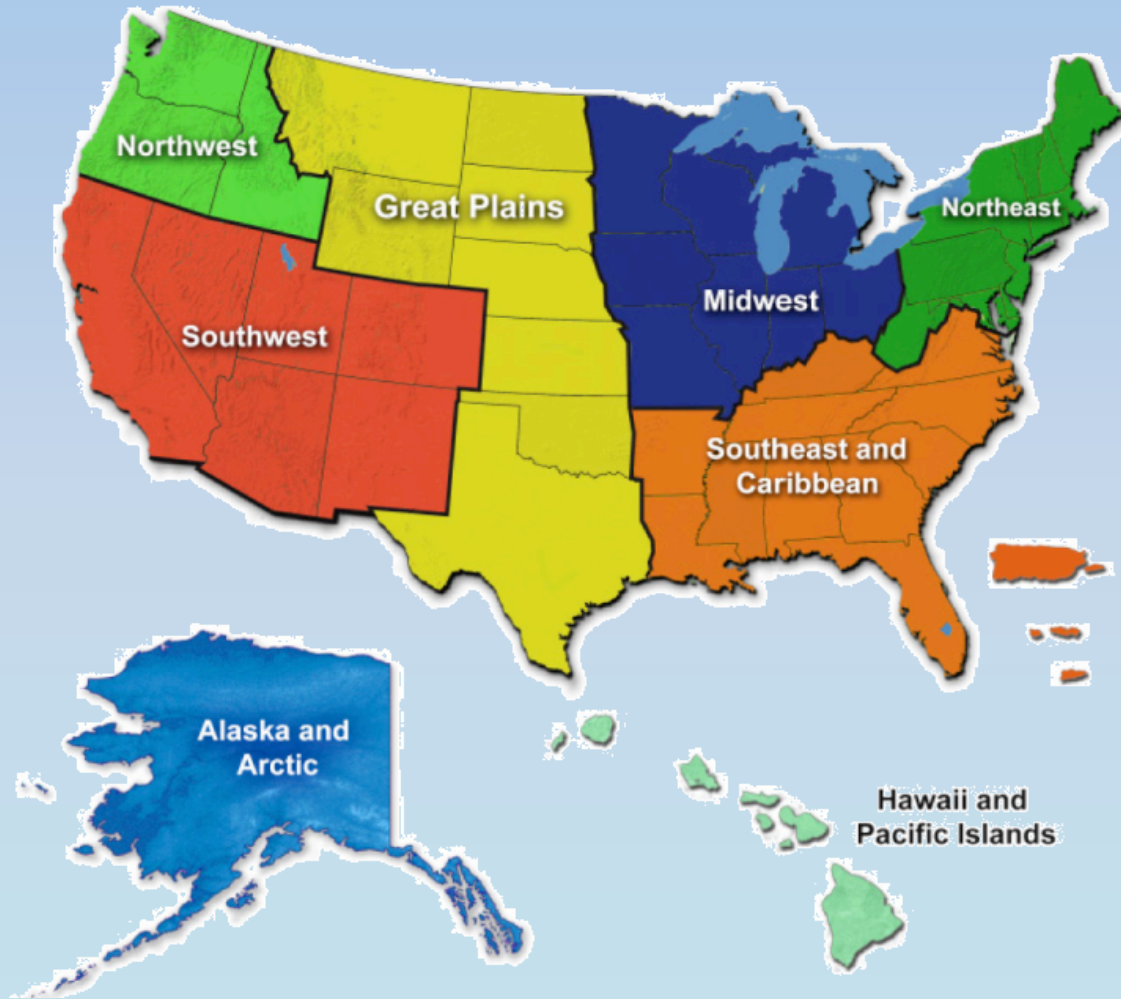 Northwest
Great Plains
Northeast
Midwest
Southwest
Southeast and
Caribbean
Alaska and
Arctic
Hawaii and
Pacific Islands